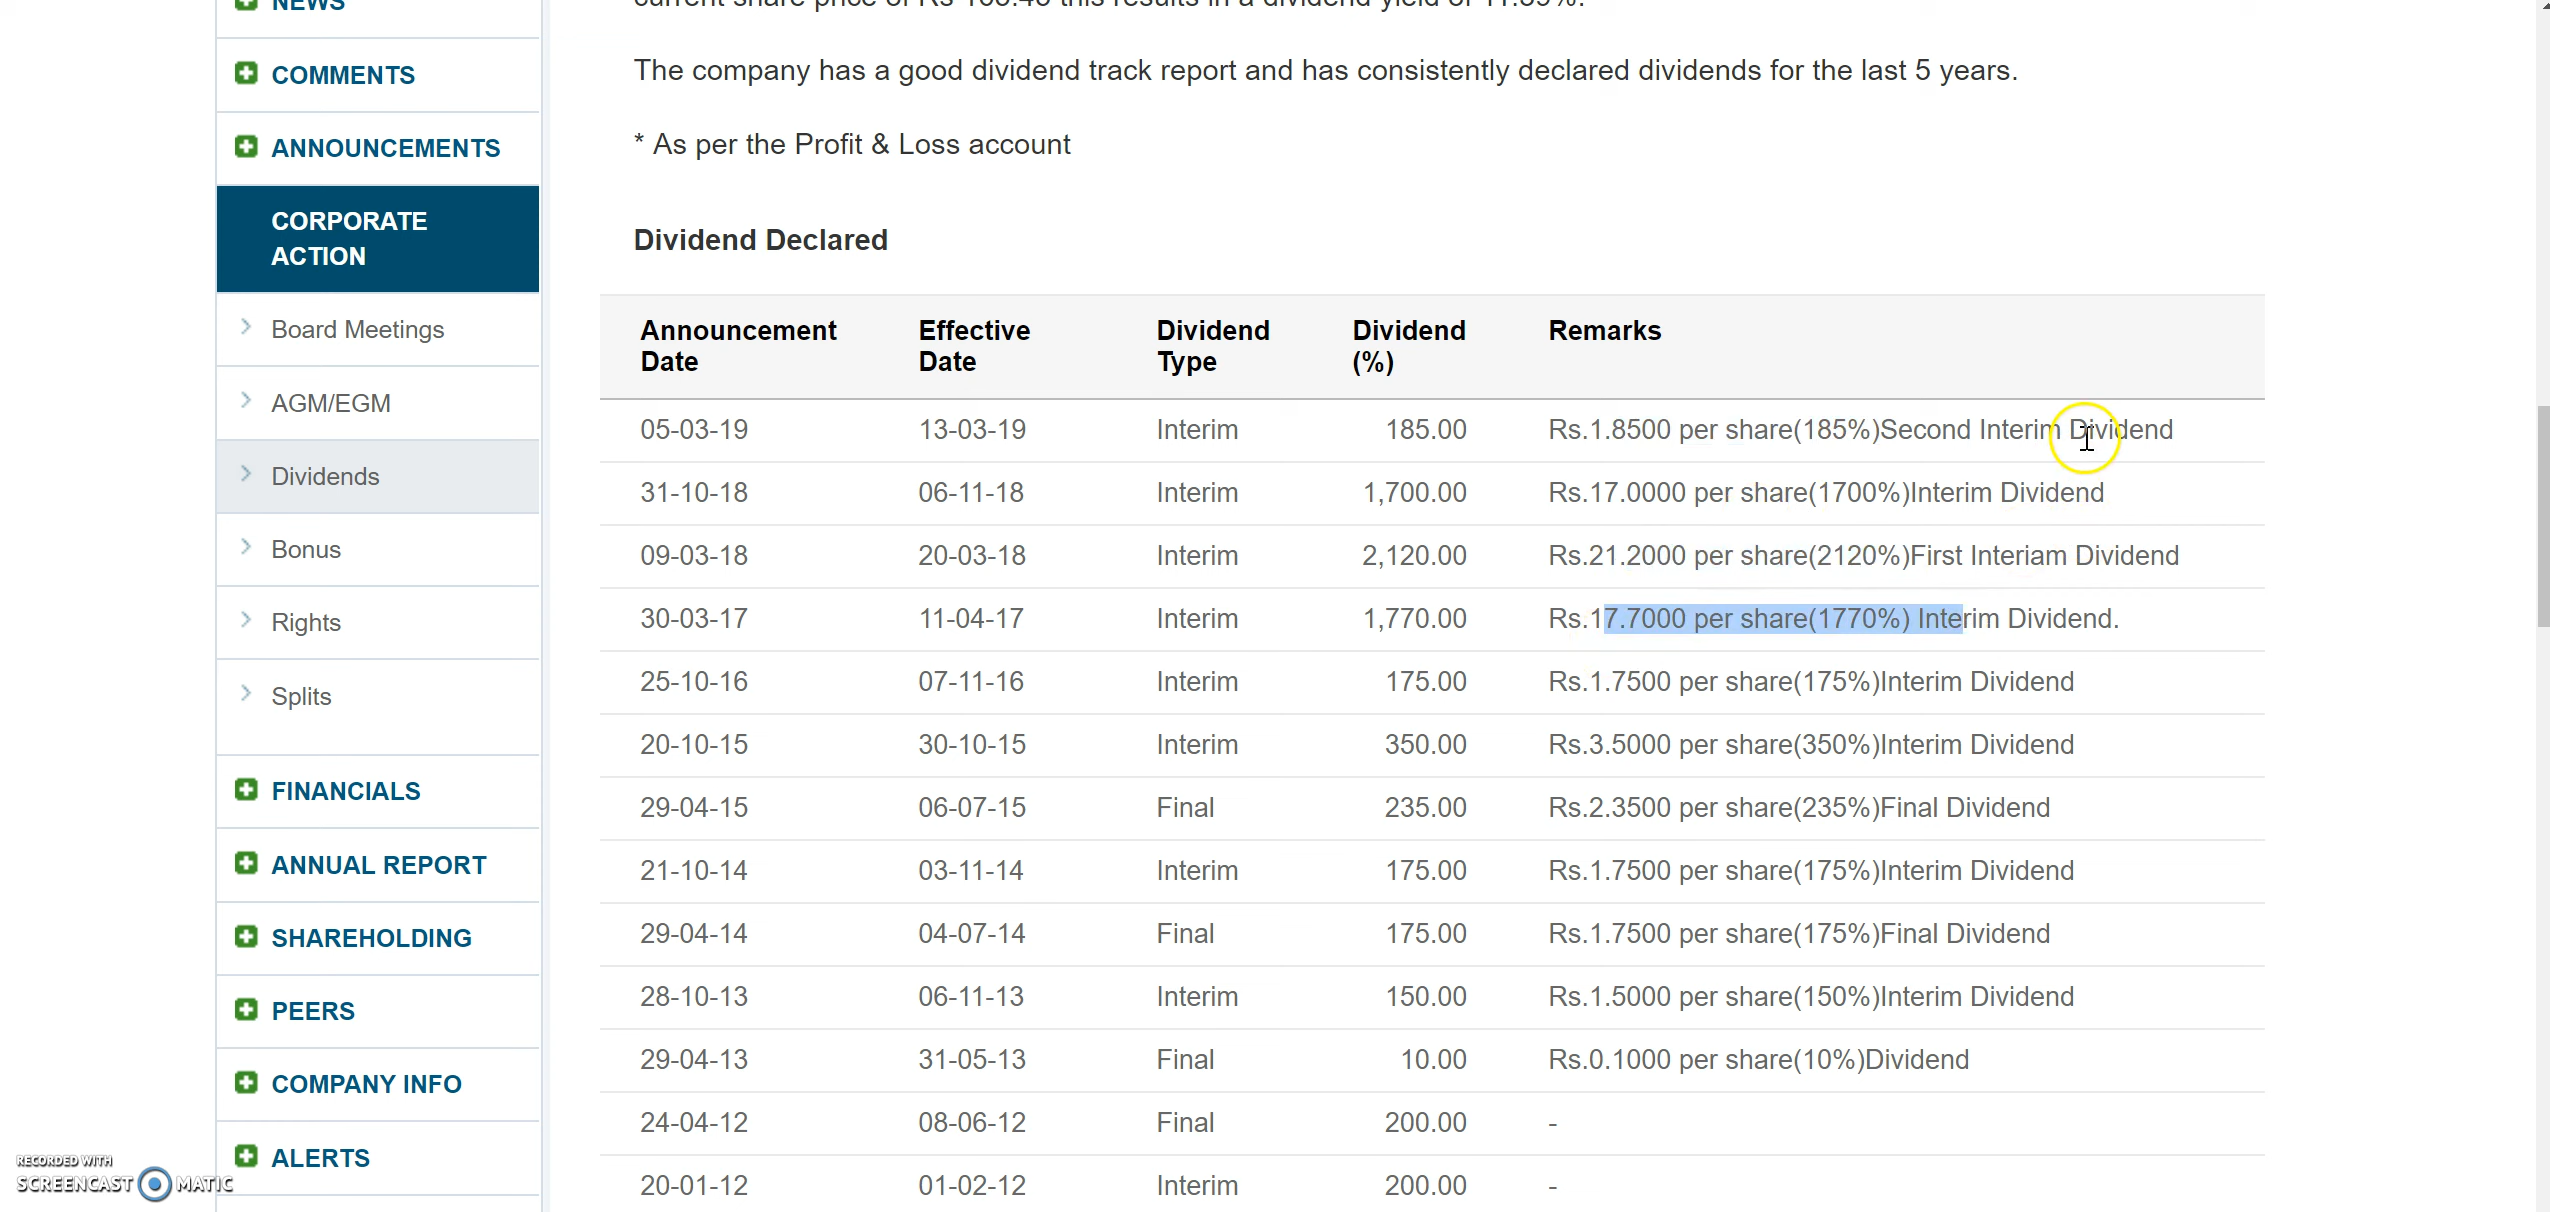 NEWS
COMMENTS
ANNOUNCEMENTS
CORPORATE
ACTION
Board Meetings
AGM/EGM
Dividends
Bonus
Rights
Splits
FINANCIALS
ANNUAL REPORT
SHAREHOLDING
PEERS
COMPANY INFO
ALERTS
The company has a good dividend track report and has consistently declared dividends for the last 5 years.
* As per the Profit & Loss account
Dividend Declared
Announcement Date Effective Date Dividend Type Dividend (%) Remarks
05-03-19 13-03-19 Interim 185.00 Rs.1.8500 per share(185%)Second Interim Dividend
31-10-18 06-11-18 Interim 1,700.00 Rs.17.0000 per share(1700%)Interim Dividend
09-03-18 20-03-18 Interim 2,120.00 Rs.21.2000 per share(2120%)First Interiam Dividend
30-03-17 11-04-17 Interim 1,770.00 Rs.17.7000 per share(1770%) Interim Dividend.
25-10-16 07-11-16 Interim 175.00 Rs.1.7500 per share(175%)Interim Dividend
20-10-15 30-10-15 Interim 350.00 Rs.3.5000 per share(350%)Interim Dividend
29-04-15 06-07-15 Final 235.00 Rs.2.3500 per share(235%)Final Dividend
21-10-14 03-11-14 Interim 175.00 Rs.1.7500 per share(175%)Interim Dividend
29-04-14 04-07-14 Final 175.00 Rs.1.7500 per share(175%)Final Dividend
28-10-13 06-11-13 Interim 150.00 Rs.1.5000 per share(150%)Interim Dividend
29-04-13 31-05-13 Final 10.00 Rs.0.1000 per share(10%)Dividend
24-04-12 08-06-12 Final 200.00 -
20-01-12 01-02-12 Interim 200.00 -
RECORDED WITH
SCREENCAST MATIC